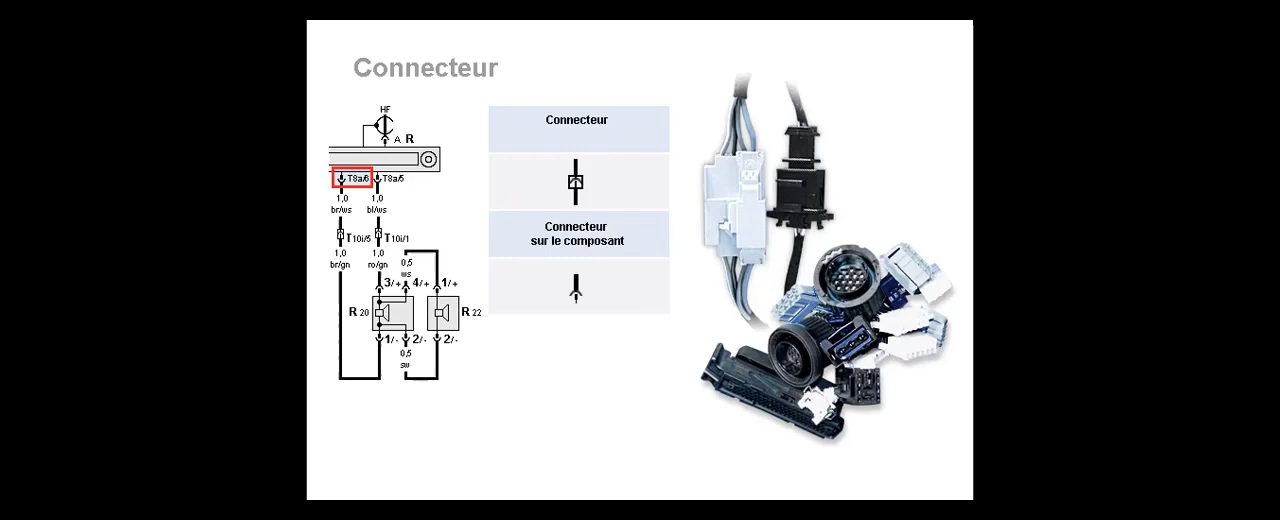 Connecteur
HF
A R
T8a/6 T8a/5
1,0 1,0
br/ws bl/ws
T10i/5 T10i/1
1,0 1,0 0,5
br/gn ro/gn ws
3/+ 4/+ 1/+
R 20 R 22
1/- 2/- 2/-
0,5
sw
Connecteur
Connecteur
sur le composant